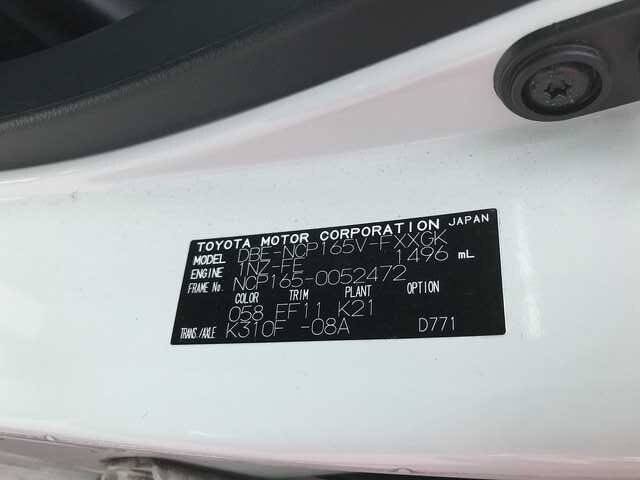 TOYOTA MOTOR CORPORATION JAPAN
MODEL DBE-NCP165V-FXXGK
ENGINE 1NZ-FE 1496 mL
FRAME No. NCP165-0052472
COLOR TRIM PLANT OPTION
058 EF11 K21
TRANS./AXLE K310F -08A D771